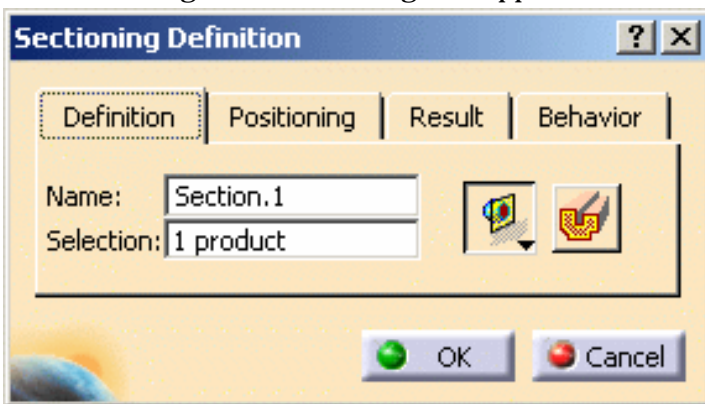 Sectioning Definition
Definition Positioning Result Behavior
Name: Section.1
Selection: 1 product
OK Cancel